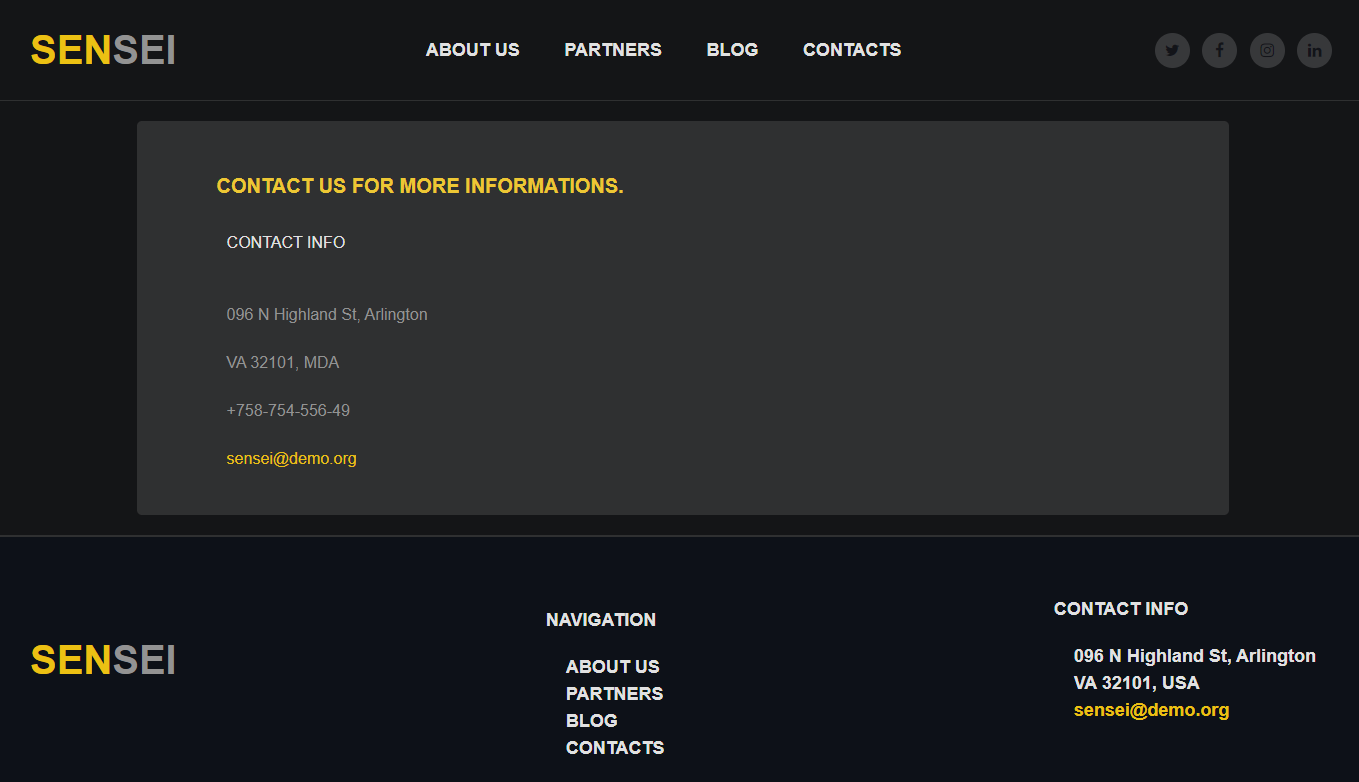 SENSEI
ABOUT US PARTNERS BLOG CONTACTS
CONTACT US FOR MORE INFORMATIONS.
CONTACT INFO
096 N Highland St, Arlington
VA 32101, MDA
+758-754-556-49
sensei@demo.org
SENSEI
NAVIGATION
ABOUT US
PARTNERS
BLOG
CONTACTS
CONTACT INFO
096 N Highland St, Arlington
VA 32101, USA
sensei@demo.org